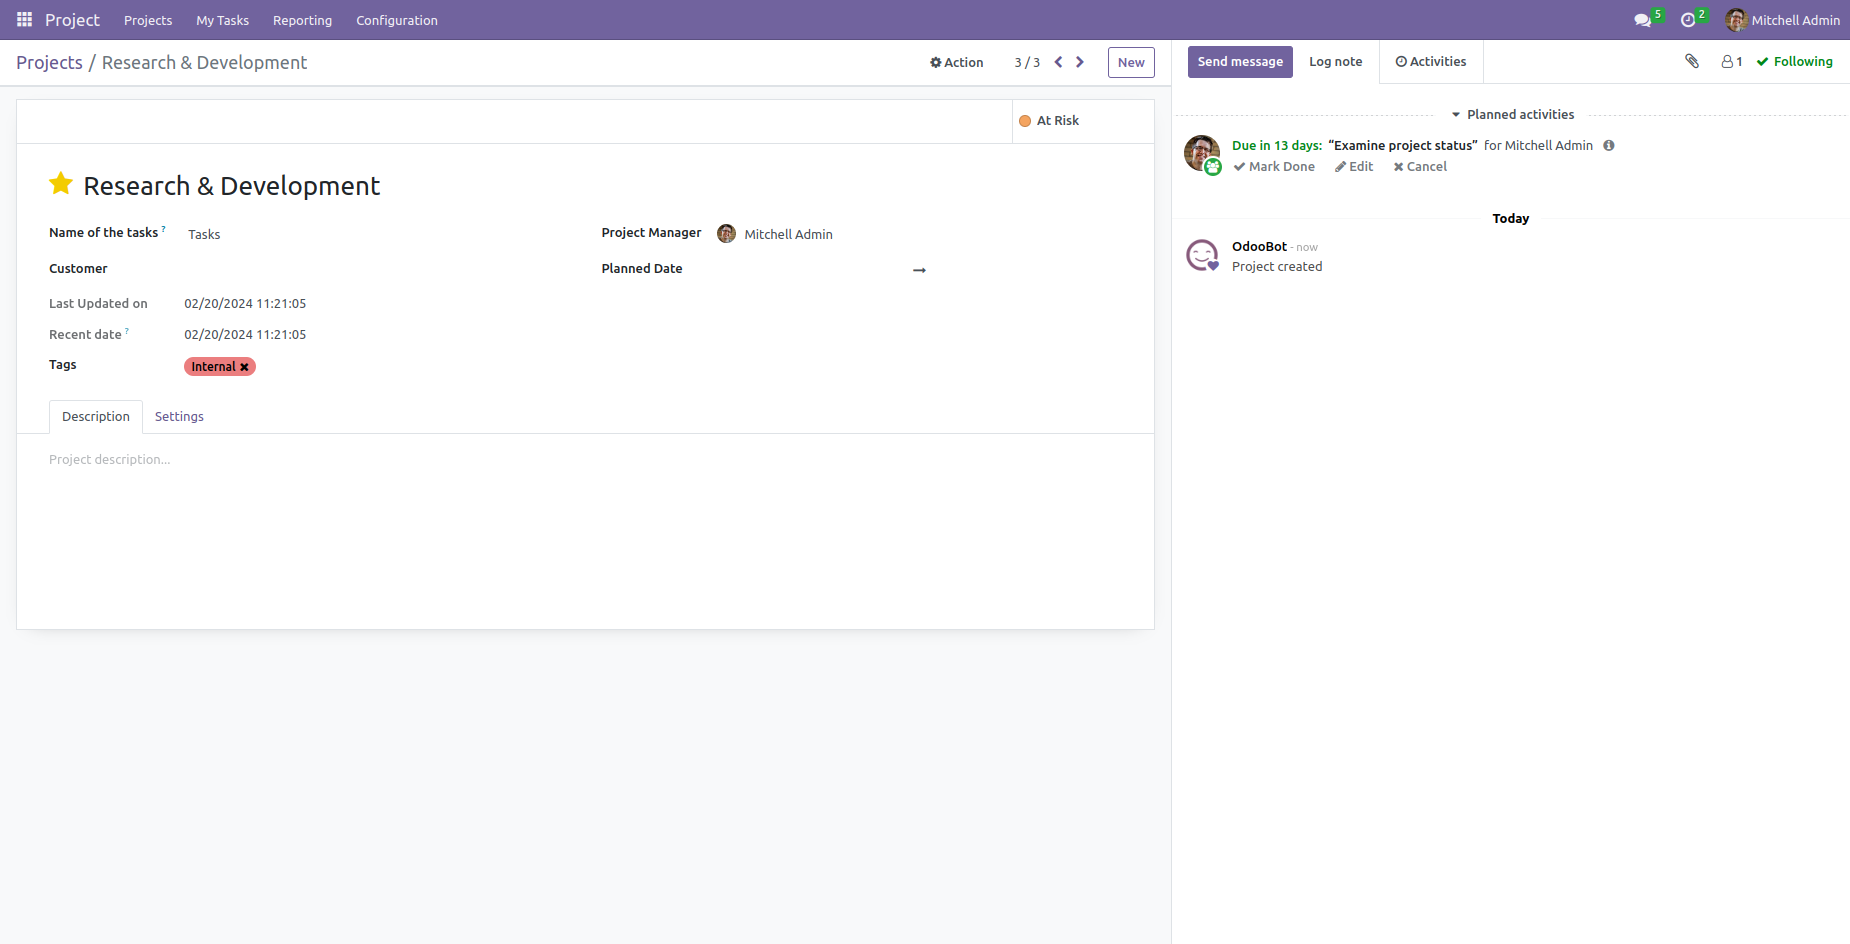 Project Projects My Tasks Reporting Configuration 5 2 Mitchell Admin
Projects / Research & Development Action 3 / 3 New
Send message Log note Activities 1 Following
At Risk
Research & Development
Name of the tasks ? Tasks
Project Manager Mitchell Admin
Customer
Planned Date
Last Updated on 02/20/2024 11:21:05
Recent date ? 02/20/2024 11:21:05
Tags Internal
Description Settings
Project description...
Planned activities
Due in 13 days: “Examine project status” for Mitchell Admin
Mark Done Edit Cancel
Today
OdooBot - now
Project created